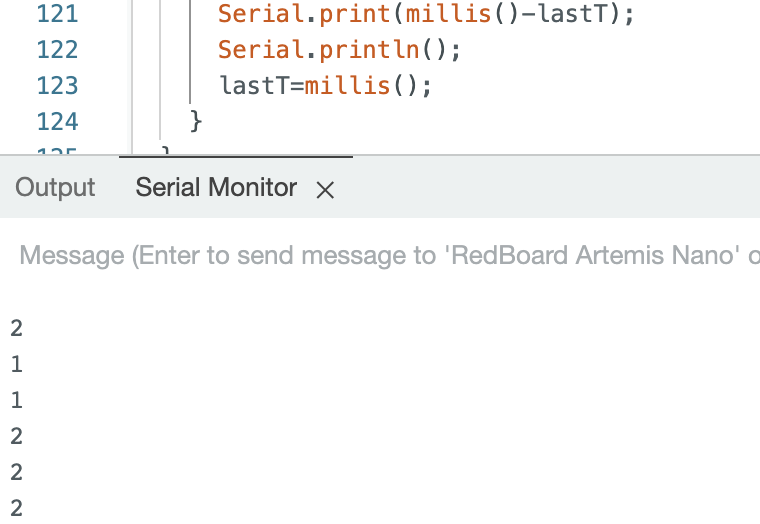 121 Serial.print(millis()-lastT);
122 Serial.println();
123 lastT=millis();
124 }
125 }
Output Serial Monitor ×
Message (Enter to send message to 'RedBoard Artemis Nano' o
2
1
1
2
2
2